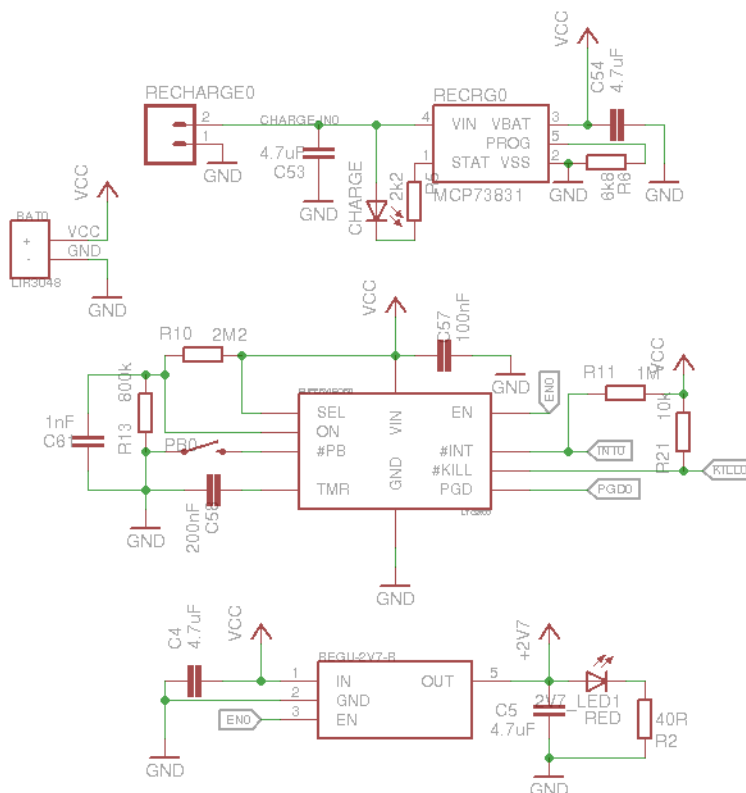 RECHARGE0
2
1
GND
CHARGE-IN0
4.7uF
C53
GND
CHARGE
2k2
R5
RECRG0
4
VIN
VBAT
3
PROG
5
1
STAT
VSS
2
MCP73831
GND
6k8
R6
VCC
C54
4.7uF
GND
VCC
BAT0
+
-
VCC
GND
LIR3048
GND
VCC
R10
2M2
C57
100nF
GND
800k
R13
1nF
C61
PB0
200nF
C58
GND
SEL
ON
#PB
TMR
VIN
GND
EN
#INT
#KILL
PGD
GND
EN0
R11
1M
VCC
10k
R21
INT0
KILL0
PGD0
C4
4.7uF
VCC
REGU-2V7-R
1
IN
2
GND
3
EN
OUT
5
EN0
GND
+2V7
2V7_LED1
RED
C5
4.7uF
40R
R2
GND